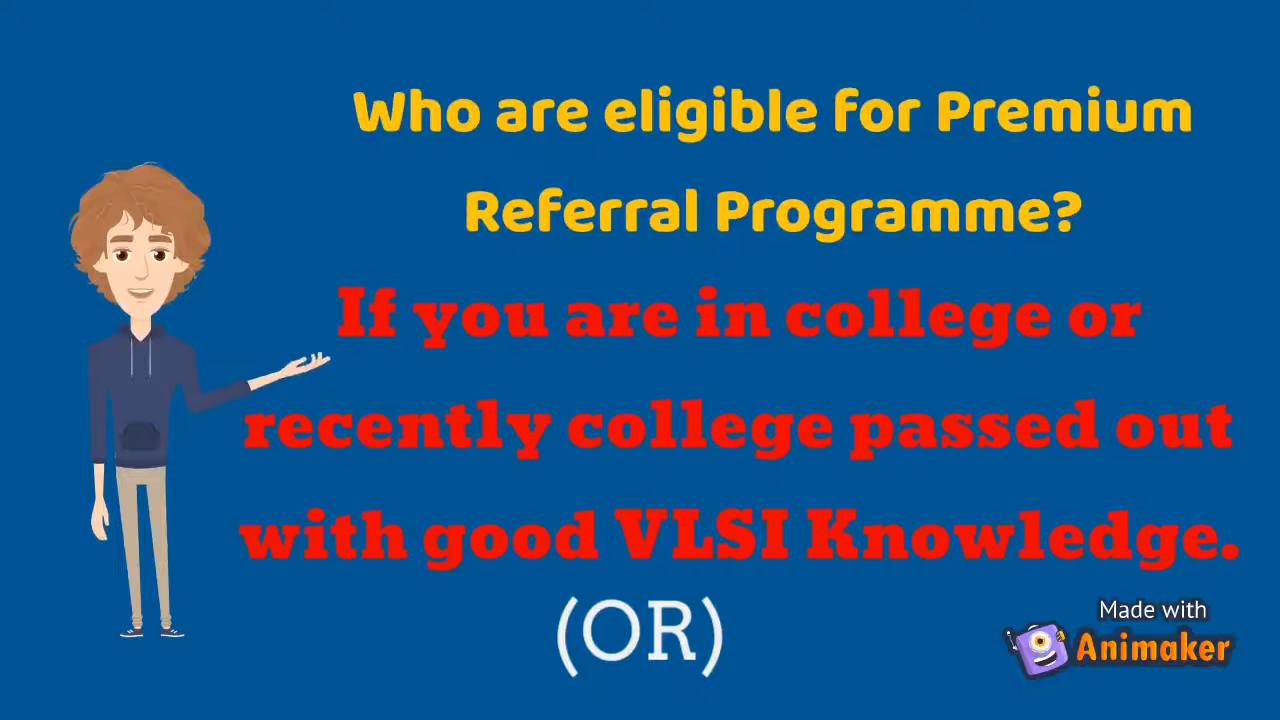 Who are eligible for Premium
Referral Programme?
If you are in college or
recently college passed out
with good VLSI Knowledge.
(OR)
Made with
Animaker